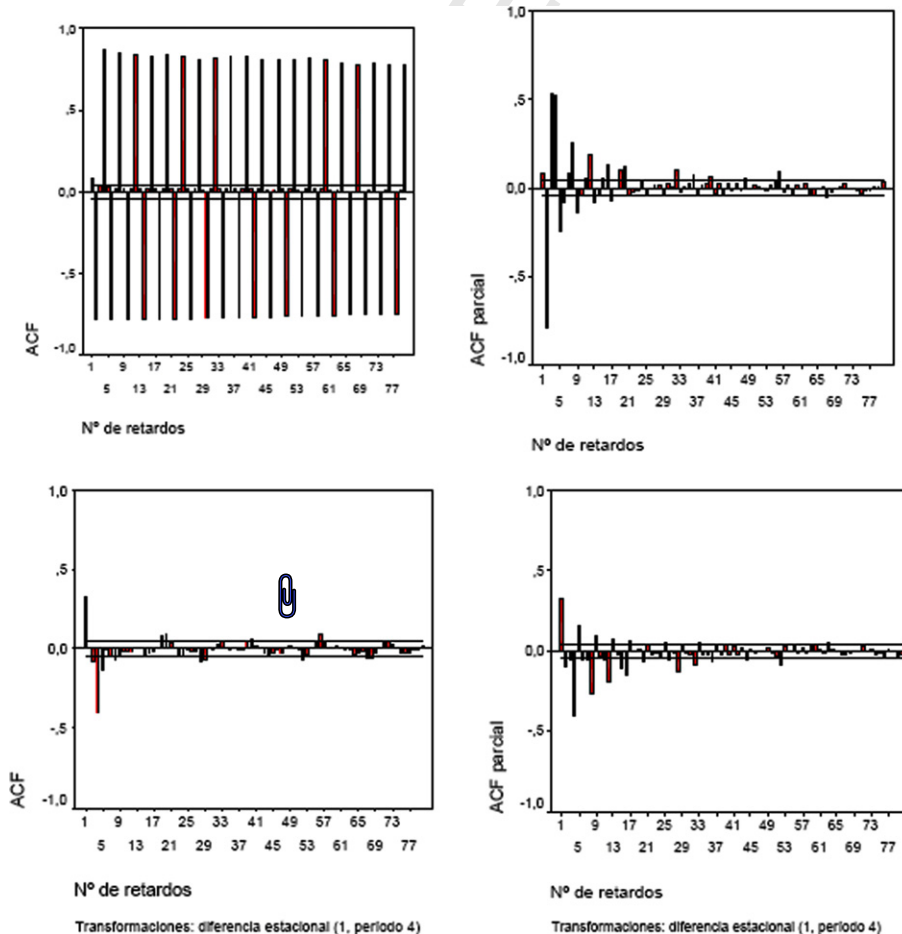 1,0
,5
0,0
-,5
-1,0
ACF
1 9 17 25 33 41 49 57 65 73
5 13 21 29 37 45 53 61 69 77
Nº de retardos
1,0
,5
0,0
-,5
-1,0
ACF parcial
1 9 17 25 33 41 49 57 65 73
5 13 21 29 37 45 53 61 69 77
Nº de retardos
1,0
,5
0,0
-,5
-1,0
ACF
1 9 17 25 33 41 49 57 65 73
5 13 21 29 37 45 53 61 69 77
Nº de retardos
Transformaciones: diferencia estacional (1, período 4)
1,0
,5
0,0
-,5
-1,0
ACF parcial
1 9 17 25 33 41 49 57 65 73
5 13 21 29 37 45 53 61 69 77
Nº de retardos
Transformaciones: diferencia estacional (1, período 4)